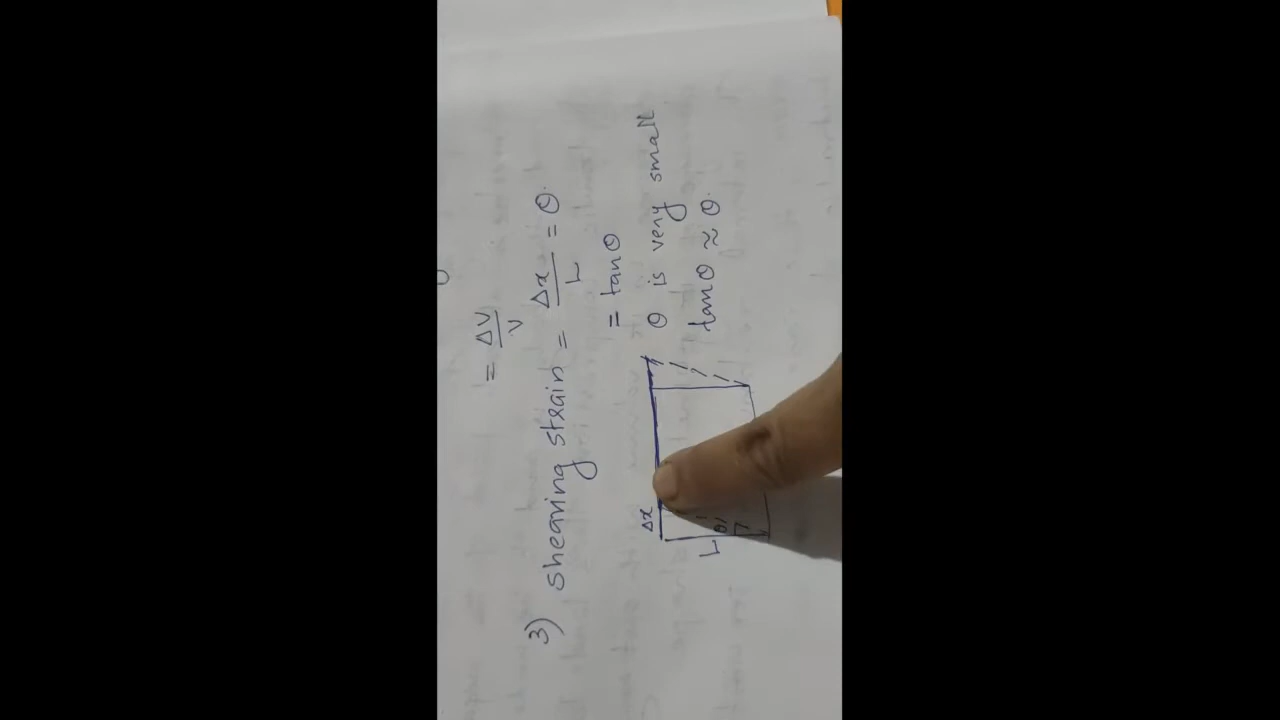 = ΔV/V
3) shearing strain = Δx/L = θ.
= tanθ
θ is very small
tanθ ≈ θ.
Δx
L
θ